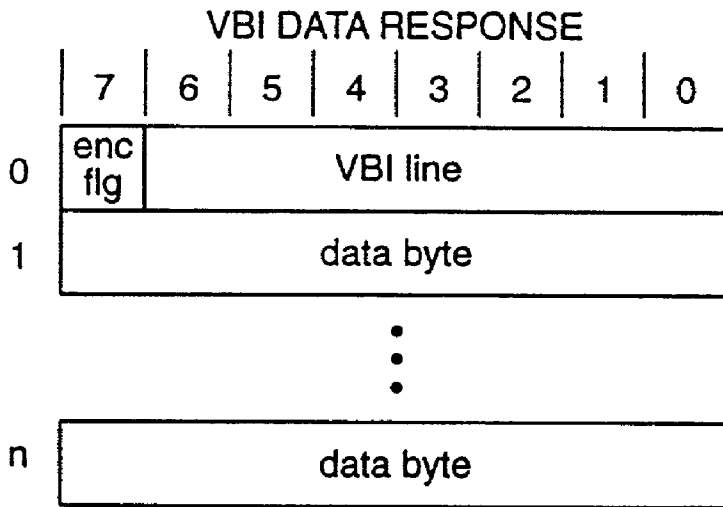 VBI DATA RESPONSE
7 6 5 4 3 2 1 0
0 enc flg VBI line
1 data byte
n data byte